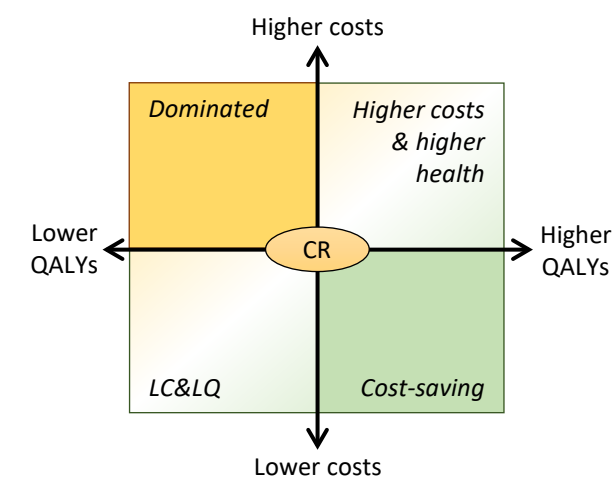 Higher costs
Dominated
Higher costs
& higher
health
Lower
QALYs
CR
Higher
QALYs
LC&LQ
Cost-saving
Lower costs